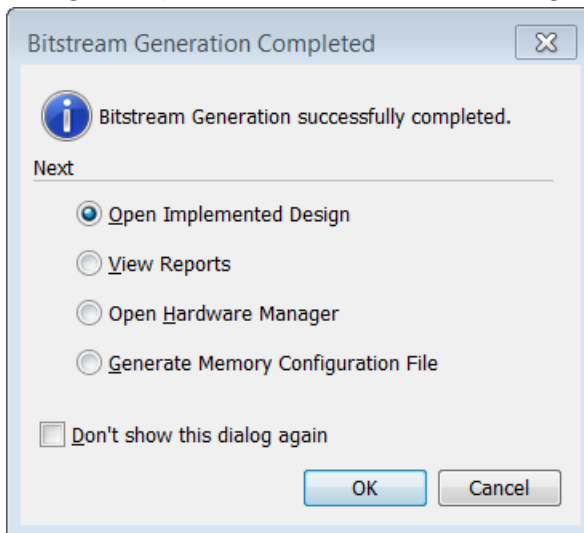 Bitstream Generation Completed
Bitstream Generation successfully completed.
Next
Open Implemented Design
View Reports
Open Hardware Manager
Generate Memory Configuration File
Don't show this dialog again
OK Cancel